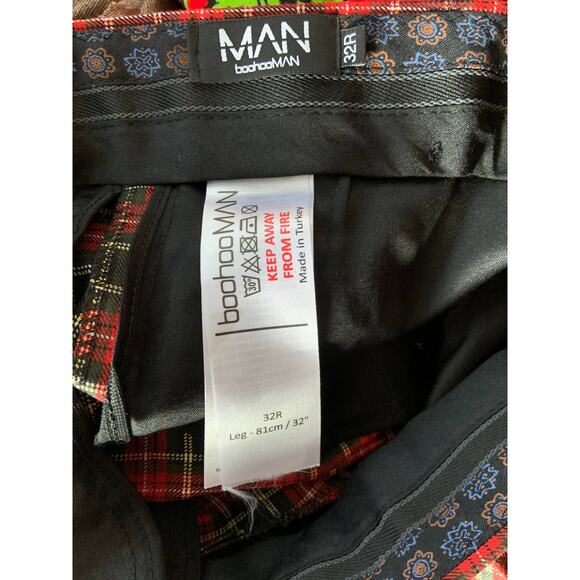 MAN
boohooMAN
32R
boohooMAN
30°
KEEP AWAY
FROM FIRE
Made in Turkey
32R
Leg - 81cm / 32"